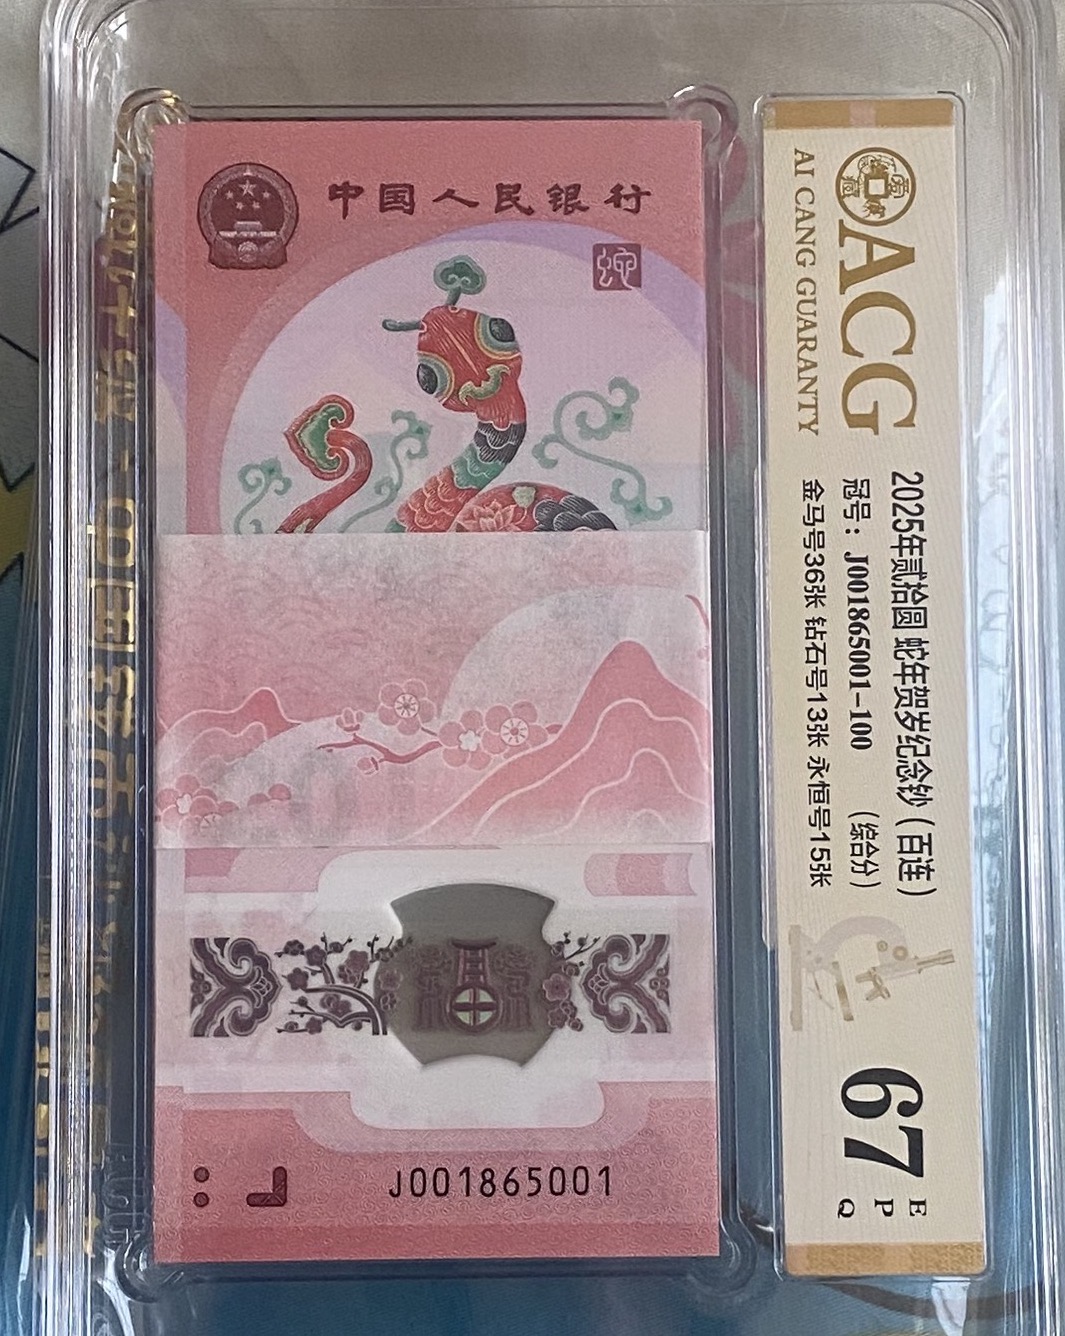 中国人民银行
蛇
J001865001
ACG
AI CANG GUARANTY
2025年贰拾圆 蛇年贺岁纪念钞（百连）
冠号：J001865001-100 （综合分）
金马号36张 钻石号13张 永恒号15张
67
E
P
Q